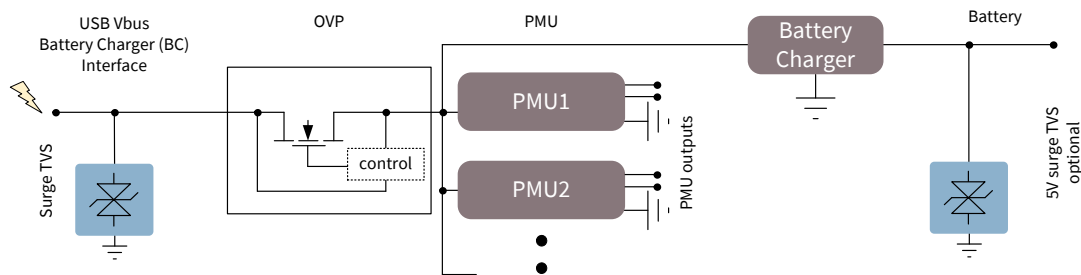 USB Vbus
Battery Charger (BC)
Interface
OVP
PMU
Battery
Battery
Charger
PMU1
control
PMU2
PMU outputs
Surge TVS
5V surge TVS
optional